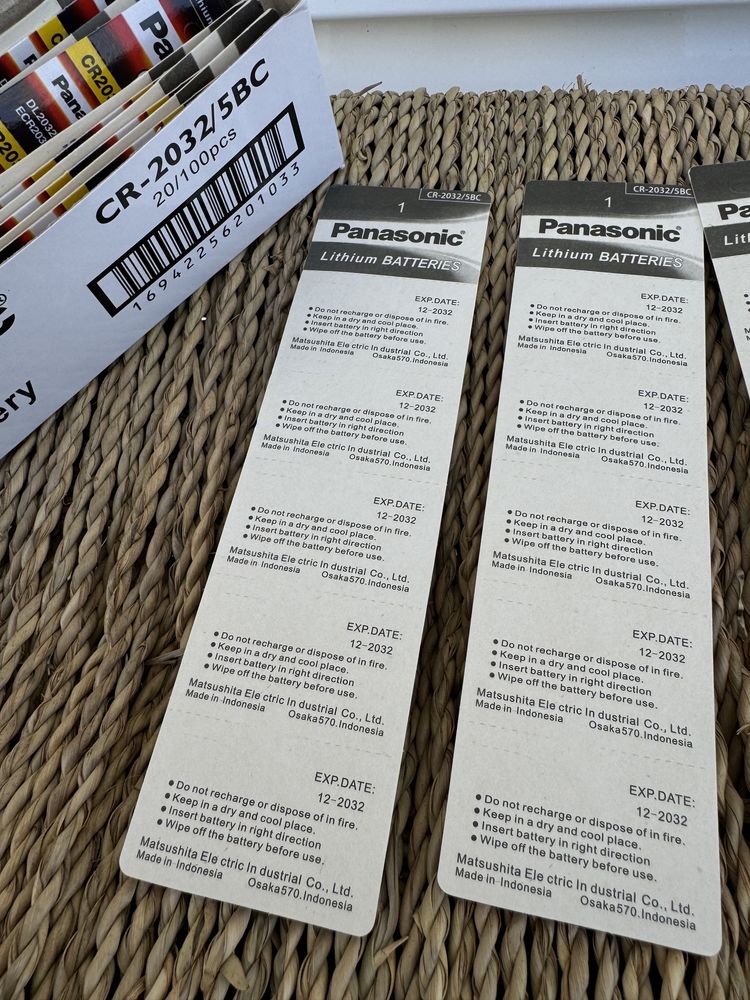 Pa
CR20
Pana
DL2032
ECR203
CR-2032/5BC
20/100pcs
16942256201033
ery
CR-2032/5BC
1
Panasonic
Lithium BATTERIES
EXP.DATE:
12-2032
• Do not recharge or dispose of in fire.
• Keep in a dry and cool place.
• Insert battery in right direction
• Wipe off the battery before use.
Matsushita Ele ctric In dustrial Co., Ltd.
Made in Indonesia Osaka570.Indonesia
EXP.DATE:
12-2032
• Do not recharge or dispose of in fire.
• Keep in a dry and cool place.
• Insert battery in right direction
• Wipe off the battery before use.
Matsushita Ele ctric In dustrial Co., Ltd.
Made in Indonesia Osaka570.Indonesia
EXP.DATE:
12-2032
• Do not recharge or dispose of in fire.
• Keep in a dry and cool place.
• Insert battery in right direction
• Wipe off the battery before use.
Matsushita Ele ctric In dustrial Co., Ltd.
Made in Indonesia Osaka570.Indonesia
EXP.DATE:
12-2032
• Do not recharge or dispose of in fire.
• Keep in a dry and cool place.
• Insert battery in right direction
• Wipe off the battery before use.
Matsushita Ele ctric In dustrial Co., Ltd.
Made in Indonesia Osaka570.Indonesia
EXP.DATE:
12-2032
• Do not recharge or dispose of in fire.
• Keep in a dry and cool place.
• Insert battery in right direction
• Wipe off the battery before use.
Matsushita Ele ctric In dustrial Co., Ltd.
Made in Indonesia Osaka570.Indonesia
CR-2032/5BC
1
Panasonic
Lithium BATTERIES
EXP.DATE:
12-2032
• Do not recharge or dispose of in fire.
• Keep in a dry and cool place.
• Insert battery in right direction
• Wipe off the battery before use.
Matsushita Ele ctric In dustrial Co., Ltd.
Made in Indonesia Osaka570.Indonesia
EXP.DATE:
12-2032
• Do not recharge or dispose of in fire.
• Keep in a dry and cool place.
• Insert battery in right direction
• Wipe off the battery before use.
Matsushita Ele ctric In dustrial Co., Ltd.
Made in Indonesia Osaka570.Indonesia
EXP.DATE:
12-2032
• Do not recharge or dispose of in fire.
• Keep in a dry and cool place.
• Insert battery in right direction
• Wipe off the battery before use.
Matsushita Ele ctric In dustrial Co., Ltd.
Made in Indonesia Osaka570.Indonesia
EXP.DATE:
12-2032
• Do not recharge or dispose of in fire.
• Keep in a dry and cool place.
• Insert battery in right direction
• Wipe off the battery before use.
Matsushita Ele ctric In dustrial Co., Ltd.
Made in Indonesia Osaka570.Indonesia
EXP.DATE:
12-2032
• Do not recharge or dispose of in fire.
• Keep in a dry and cool place.
• Insert battery in right direction
• Wipe off the battery before use.
Matsushita Ele ctric In dustrial Co., Ltd.
Made in Indonesia Osaka570.Indonesia
Pa
Lit